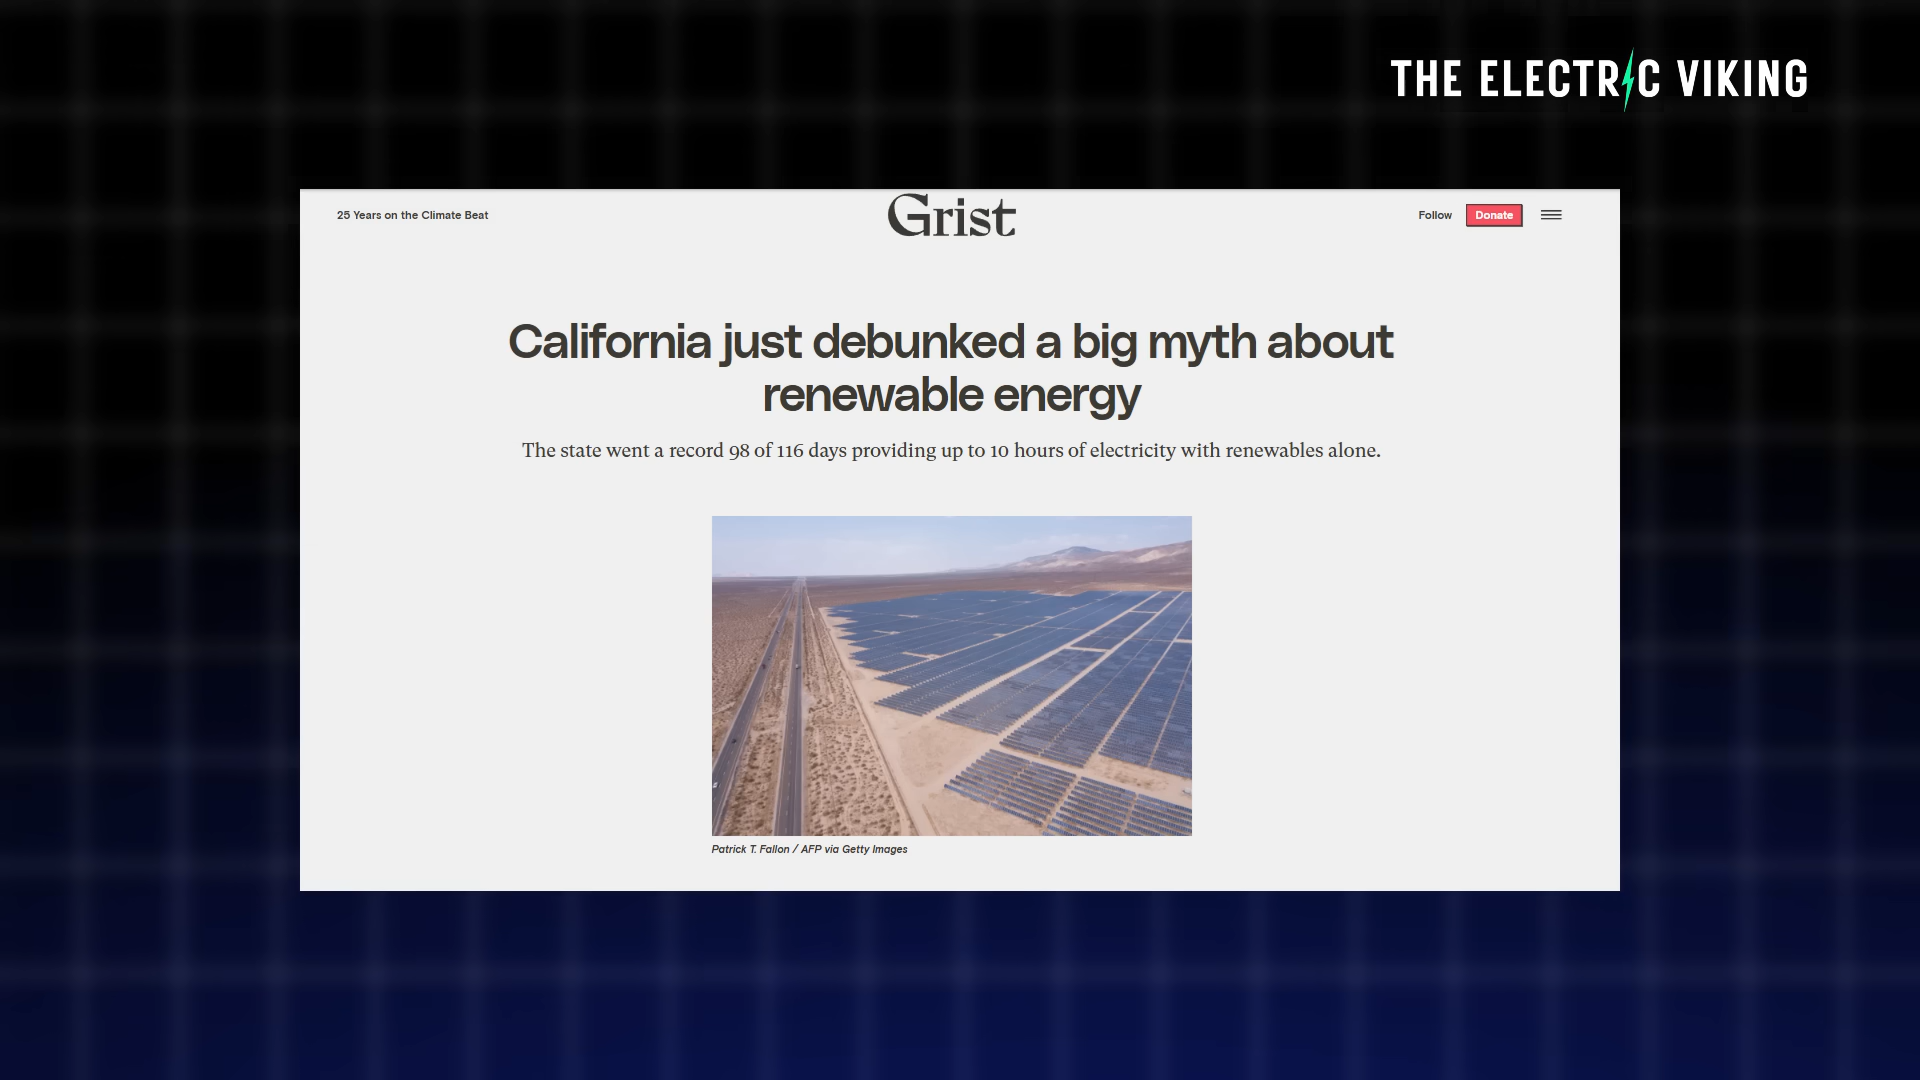 THE ELECTRIC VIKING
25 Years on the Climate Beat
Grist
Follow
Donate
California just debunked a big myth about
renewable energy
The state went a record 98 of 116 days providing up to 10 hours of electricity with renewables alone.
Patrick T. Fallon / AFP via Getty Images